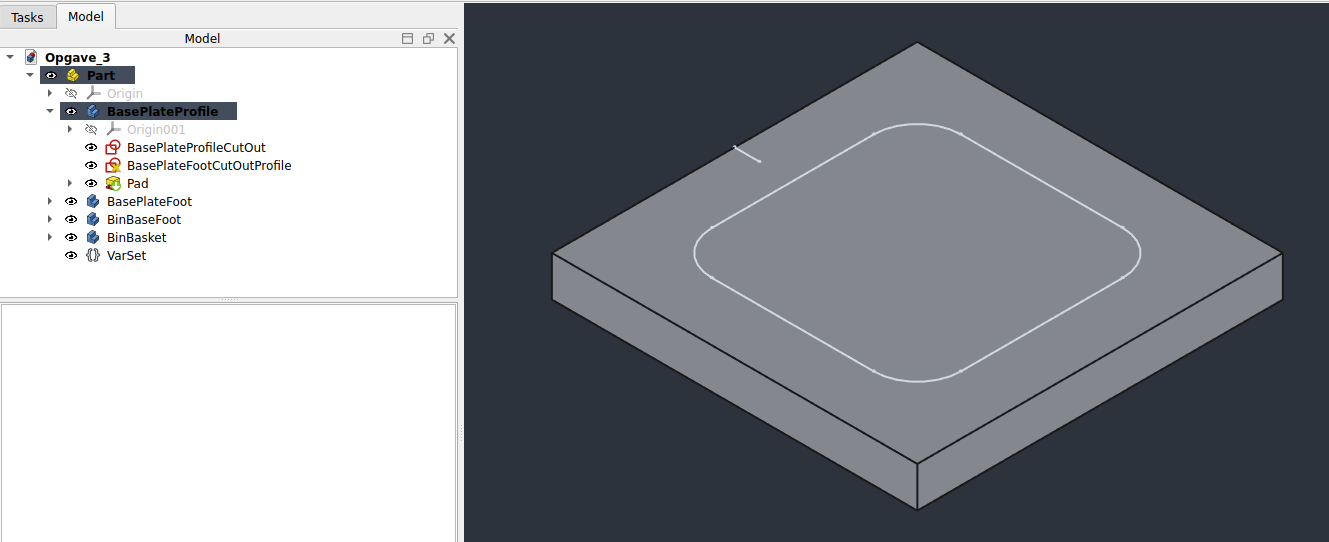 Tasks Model
Model
Opgave_3
Part
Origin
BasePlateProfile
Origin001
BasePlateProfileCutOut
BasePlateFootCutOutProfile
Pad
BasePlateFoot
BinBaseFoot
BinBasket
VarSet